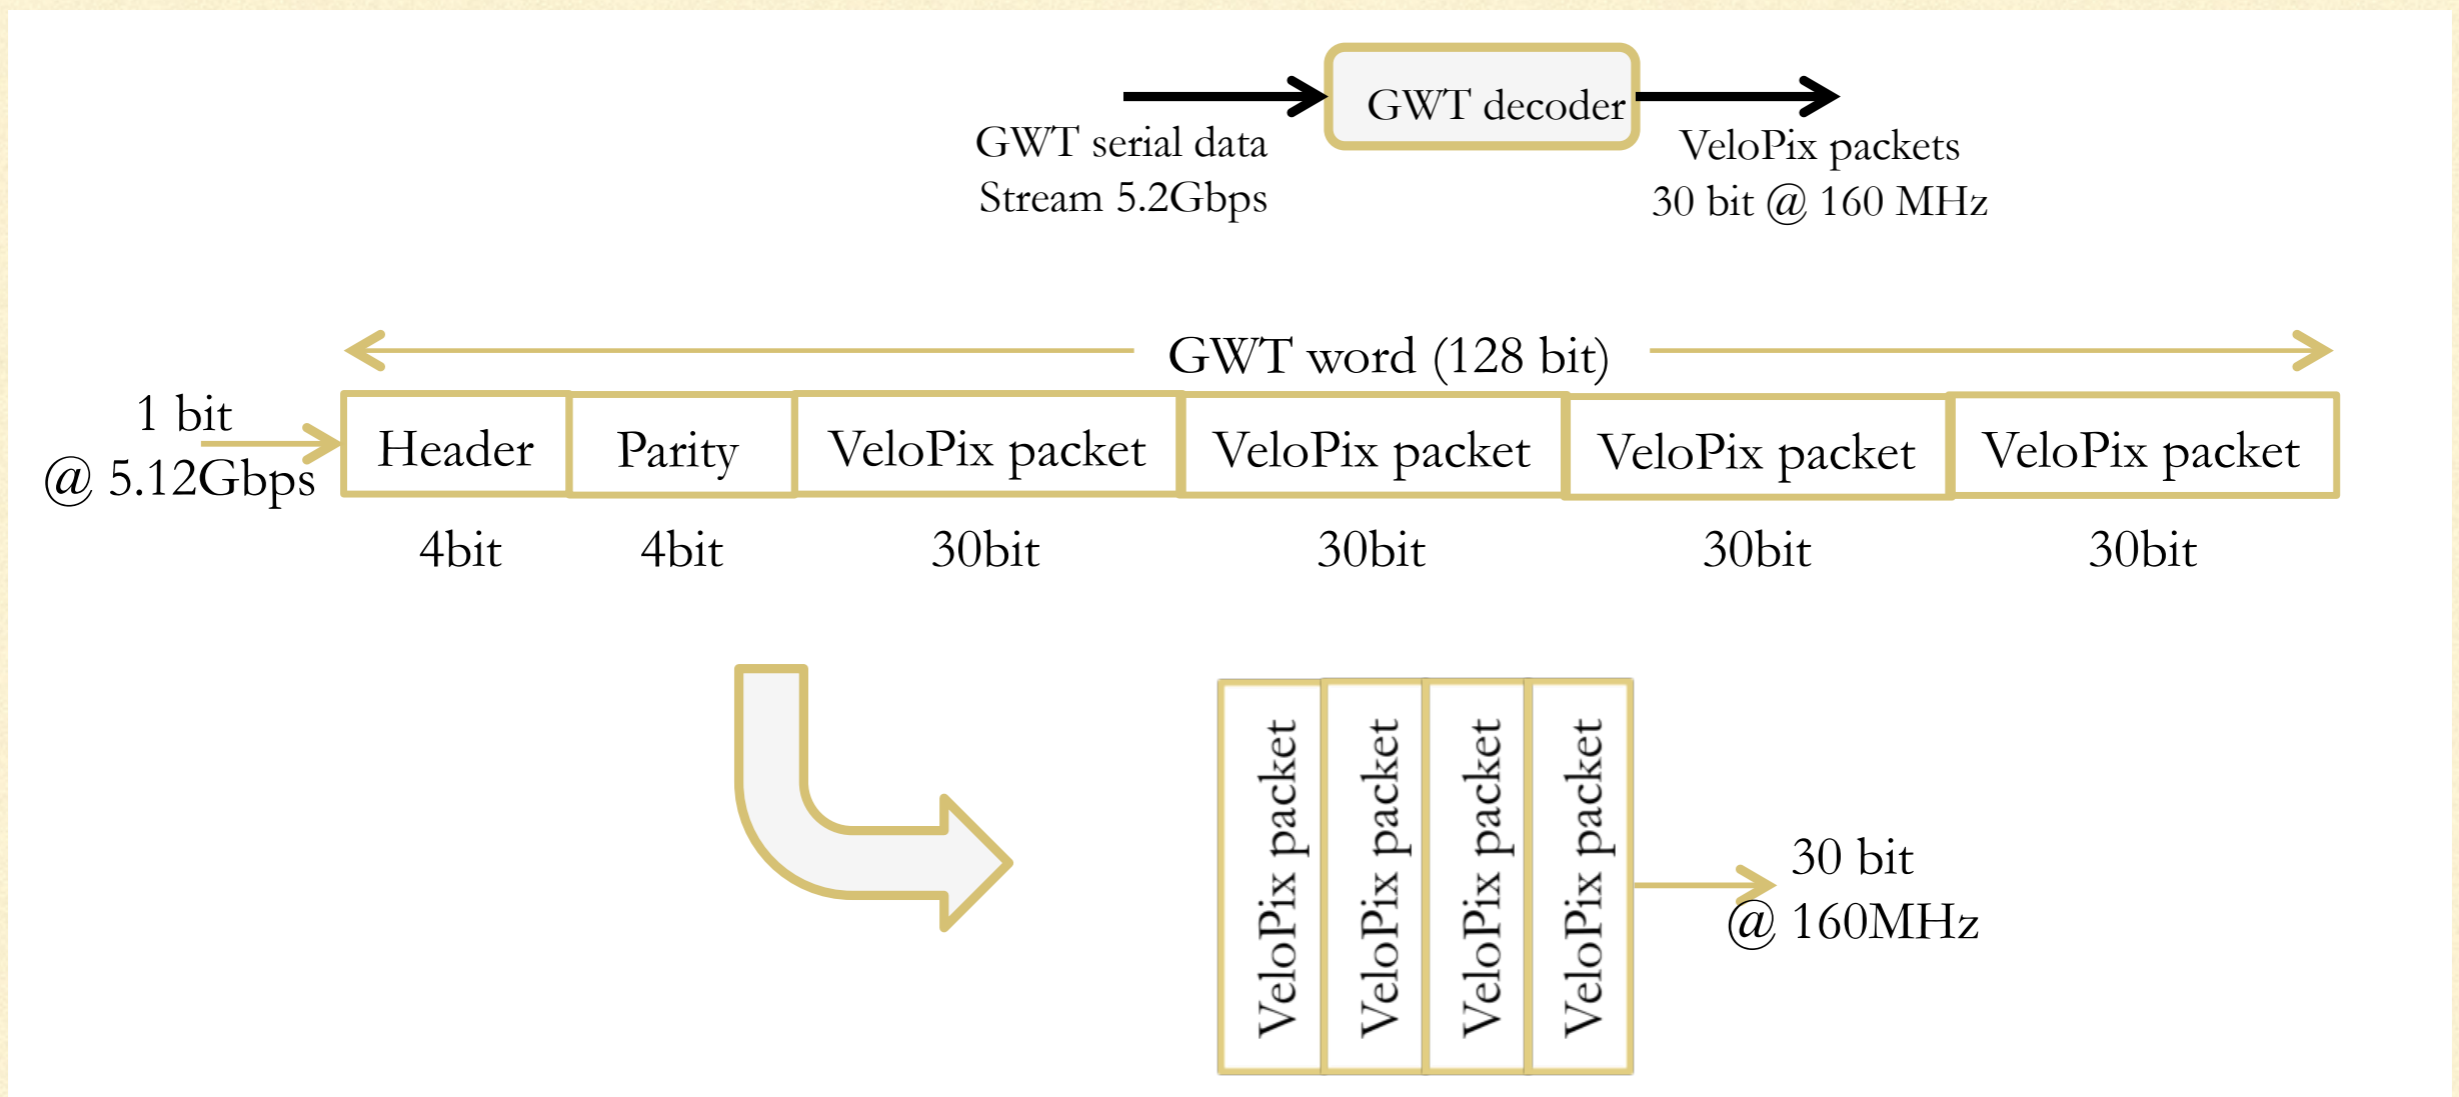 GWT decoder
GWT serial data
Stream 5.2Gbps
VeloPix packets
30 bit @ 160 MHz
GWT word (128 bit)
1 bit
@ 5.12Gbps
Header
Parity
VeloPix packet
VeloPix packet
VeloPix packet
VeloPix packet
4bit
4bit
30bit
30bit
30bit
30bit
VeloPix packet
VeloPix packet
VeloPix packet
VeloPix packet
30 bit
@ 160MHz